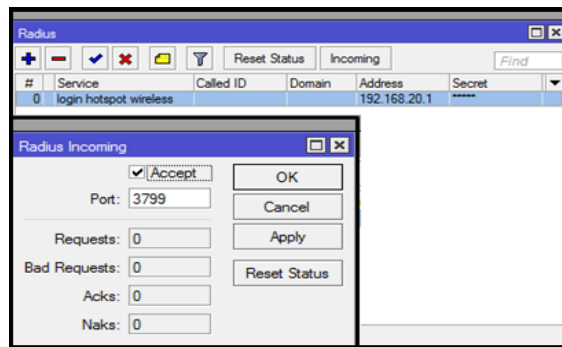 Radius
Reset Status Incoming Find
# Service Called ID Domain Address Secret
0 login hotspot wireless 192.168.20.1 *****
Radius Incoming
Accept OK
Port: 3799 Cancel
Requests: 0 Apply
Bad Requests: 0 Reset Status
Acks: 0
Naks: 0